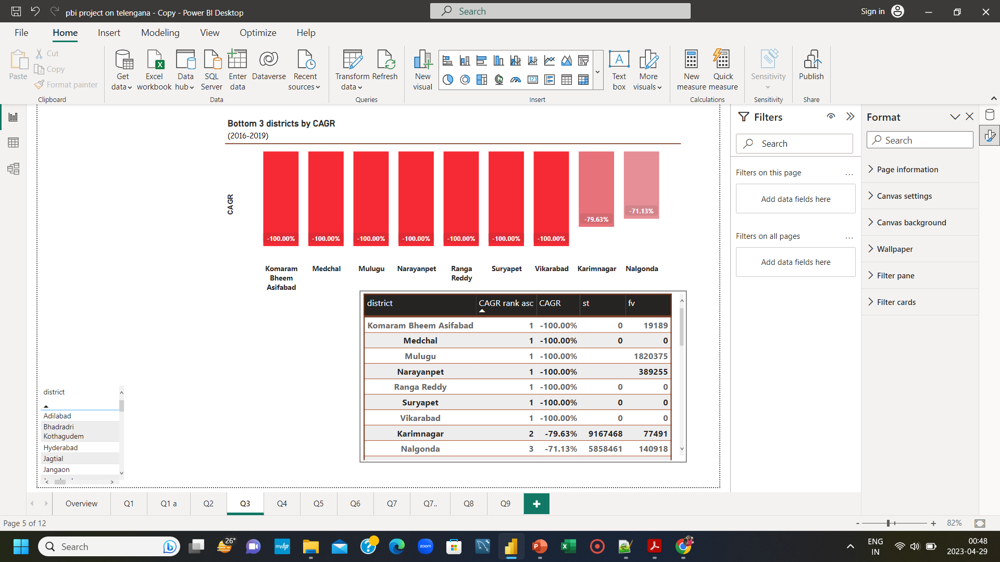 pbi project on telengana - Copy - Power BI Desktop
Search
Sign in
File
Home
Insert
Modeling
View
Optimize
Help
Paste
Cut
Copy
Format painter
Clipboard
Get data
Excel workbook
Data hub
SQL Server
Enter data
Dataverse
Recent sources
Data
Transform data
Refresh
Queries
New visual
123
A
Text box
More visuals
Insert
New measure
Quick measure
Calculations
Sensitivity
Sensitivity
Publish
Share
Bottom 3 districts by CAGR
(2016-2019)
CAGR
-100.00%
-100.00%
-100.00%
-100.00%
-100.00%
-100.00%
-100.00%
-79.63%
-71.13%
Komaram Bheem Asifabad
Medchal
Mulugu
Narayanpet
Ranga Reddy
Suryapet
Vikarabad
Karimnagar
Nalgonda
district CAGR rank asc CAGR st fv
Komaram Bheem Asifabad 1 -100.00% 0 19189
Medchal 1 -100.00% 0 0
Mulugu 1 -100.00% 1820375
Narayanpet 1 -100.00% 389255
Ranga Reddy 1 -100.00% 0 0
Suryapet 1 -100.00% 0 0
Vikarabad 1 -100.00% 0 0
Karimnagar 2 -79.63% 9167468 77491
Nalgonda 3 -71.13% 5858461 140918
district
Adilabad
Bhadradri
Kothagudem
Hyderabad
Jagtial
Jangaon
Filters
Search
Filters on this page ...
Add data fields here
Filters on all pages ...
Add data fields here
Format
Search
Page information
Canvas settings
Canvas background
Wallpaper
Filter pane
Filter cards
Overview
Q1
Q1 a
Q2
Q3
Q4
Q5
Q6
Q7
Q7..
Q8
Q9
+
Page 5 of 12
- + 82%
Search
26°
myhp
zoom
ENG
IN
00:48
2023-04-29